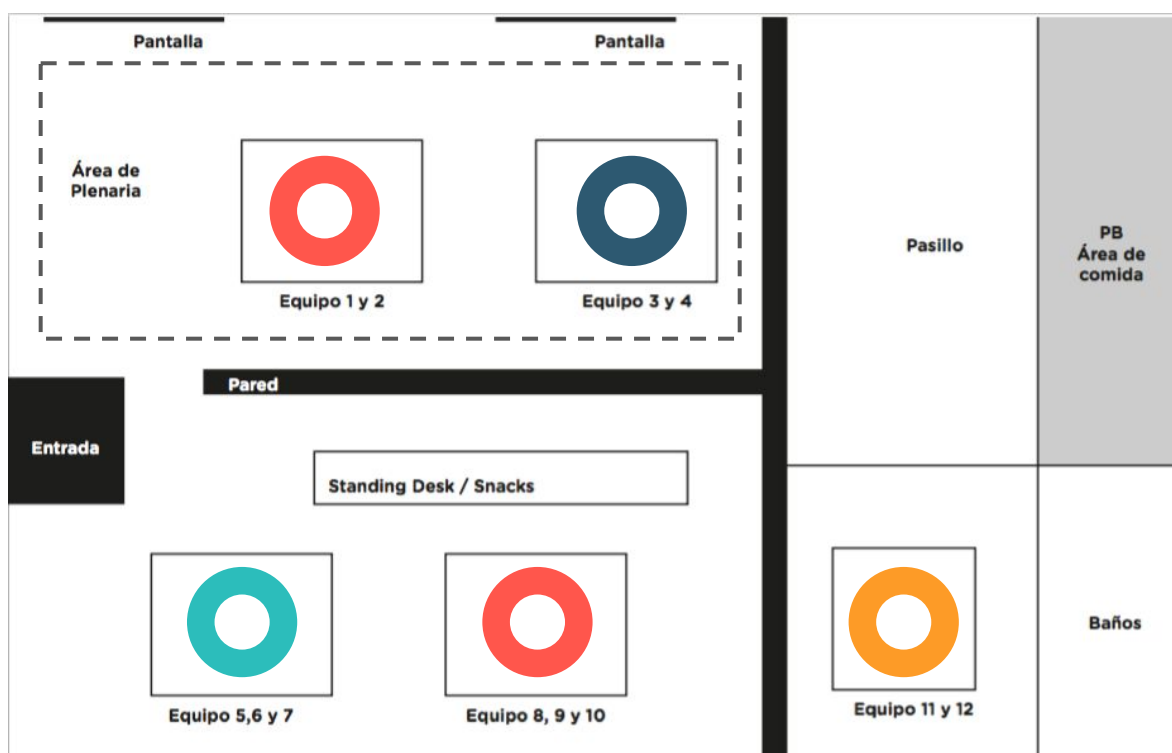 Pantalla
Pantalla
Área de
Plenaria
Equipo 1 y 2
Equipo 3 y 4
Pasillo
PB
Área de
comida
Pared
Entrada
Standing Desk / Snacks
Equipo 5,6 y 7
Equipo 8, 9 y 10
Equipo 11 y 12
Baños